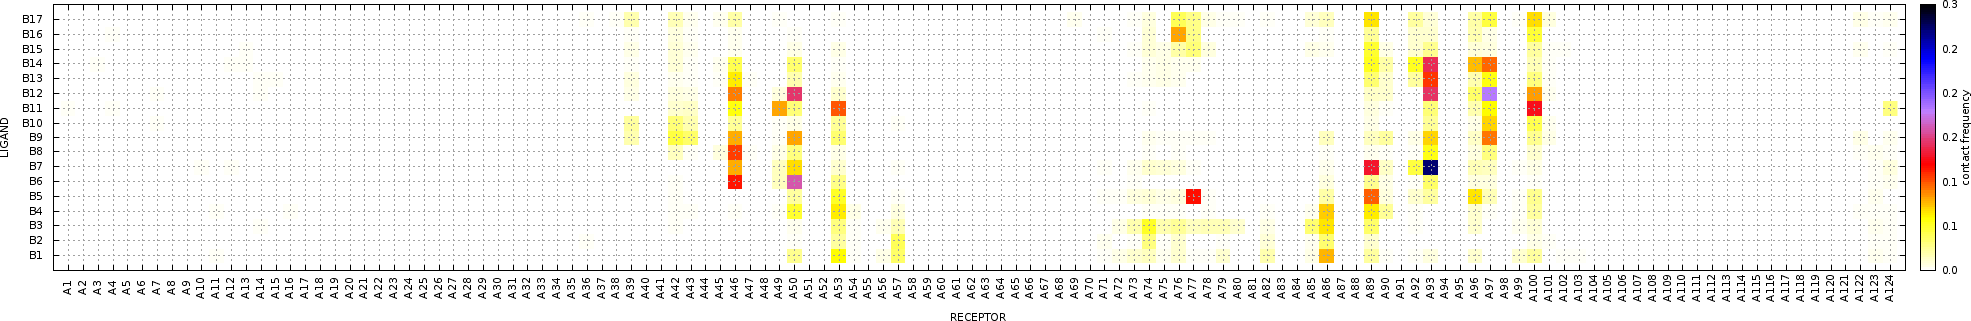 B17
B16
B15
B14
B13
B12
B11
B10
B9
B8
B7
B6
B5
B4
B3
B2
B1
LIGAND
A1 A2 A3 A4 A5 A6 A7 A8 A9 A10 A11 A12 A13 A14 A15 A16 A17 A18 A19 A20 A21 A22 A23 A24 A25 A26 A27 A28 A29 A30 A31 A32 A33 A34 A35 A36 A37 A38 A39 A40 A41 A42 A43 A44 A45 A46 A47 A48 A49 A50 A51 A52 A53 A54 A55 A56 A57 A58 A59 A60 A61 A62 A63 A64 A65 A66 A67 A68 A69 A70 A71 A72 A73 A74 A75 A76 A77 A78 A79 A80 A81 A82 A83 A84 A85 A86 A87 A88 A89 A90 A91 A92 A93 A94 A95 A96 A97 A98 A99 A100 A101 A102 A103 A104 A105 A106 A107 A108 A109 A110 A111 A112 A113 A114 A115 A116 A117 A118 A119 A120 A121 A122 A123 A124
RECEPTOR
0.3
0.2
0.2
0.2
0.1
0.1
0.0
contact frequency